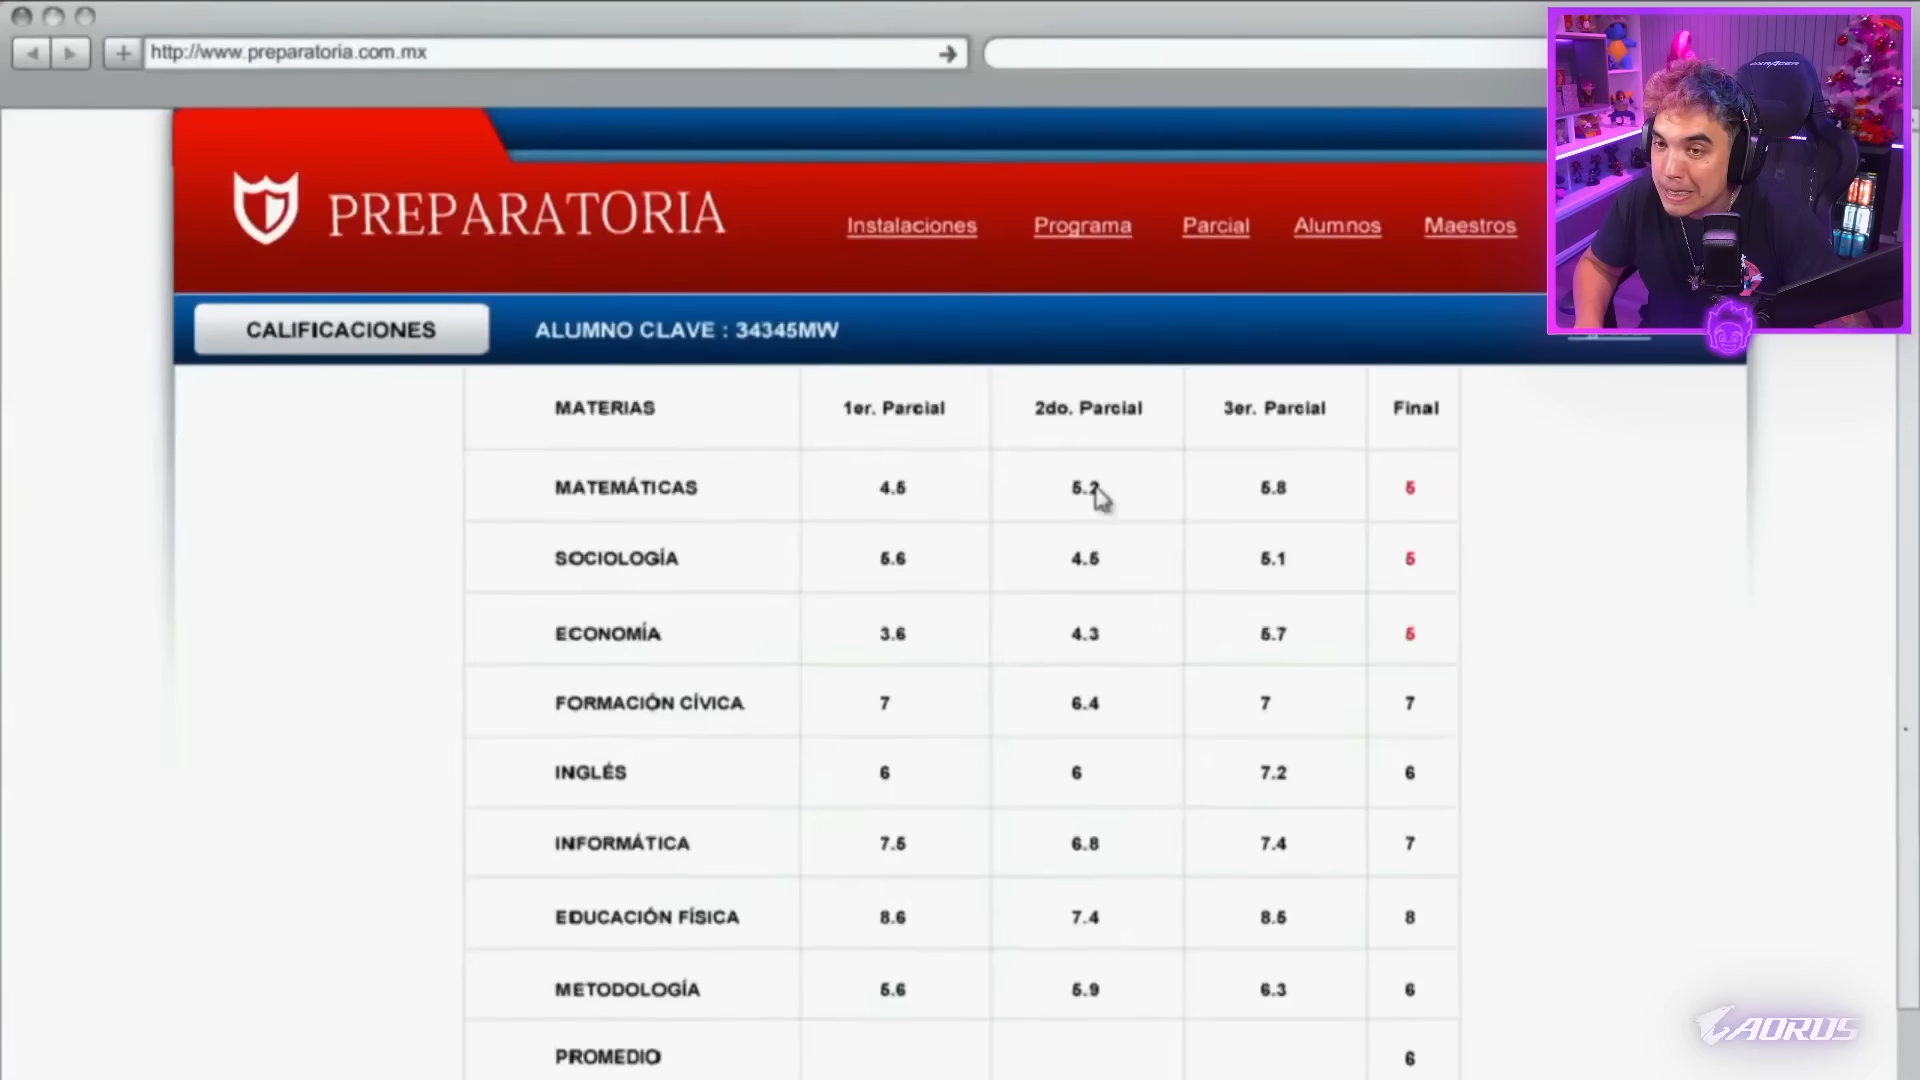 http://www.preparatoria.com.mx
PREPARATORIA
Instalaciones Programa Parcial Alumnos Maestros
CALIFICACIONES ALUMNO CLAVE : 34345MW
MATERIAS 1er. Parcial 2do. Parcial 3er. Parcial Final
MATEMÁTICAS 4.5 5.2 5.8 5
SOCIOLOGÍA 5.6 4.5 5.1 5
ECONOMÍA 3.6 4.3 5.7 5
FORMACIÓN CÍVICA 7 6.4 7 7
INGLÉS 6 6 7.2 6
INFORMÁTICA 7.5 6.8 7.4 7
EDUCACIÓN FÍSICA 8.6 7.4 8.5 8
METODOLOGÍA 5.6 5.9 6.3 6
PROMEDIO 6
AORUS